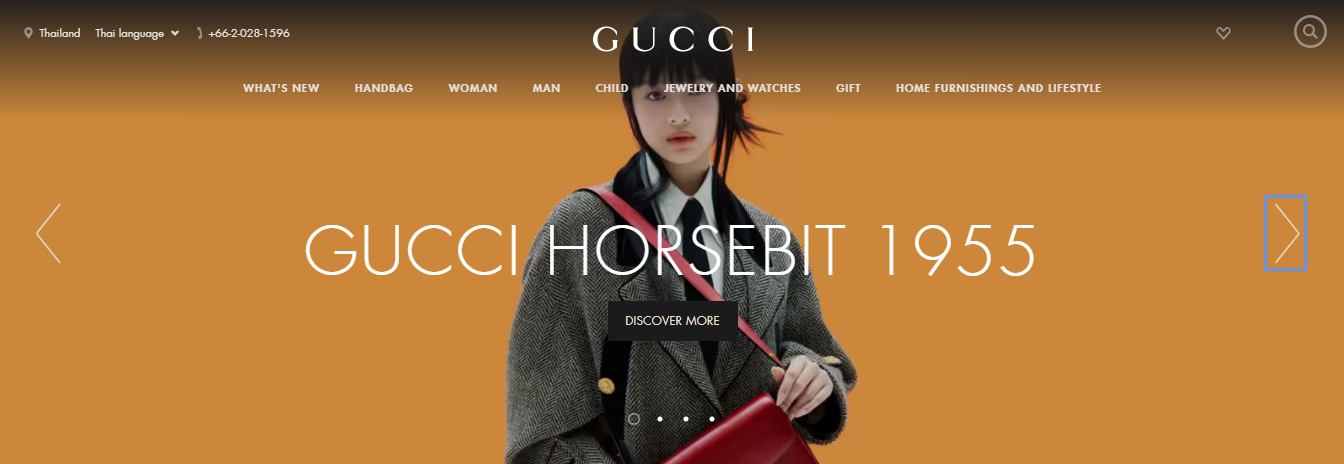 Thailand Thai language +66-2-028-1596
GUCCI
WHAT'S NEW HANDBAG WOMAN MAN CHILD JEWELRY AND WATCHES GIFT HOME FURNISHINGS AND LIFESTYLE
GUCCI HORSEBIT 1955
DISCOVER MORE